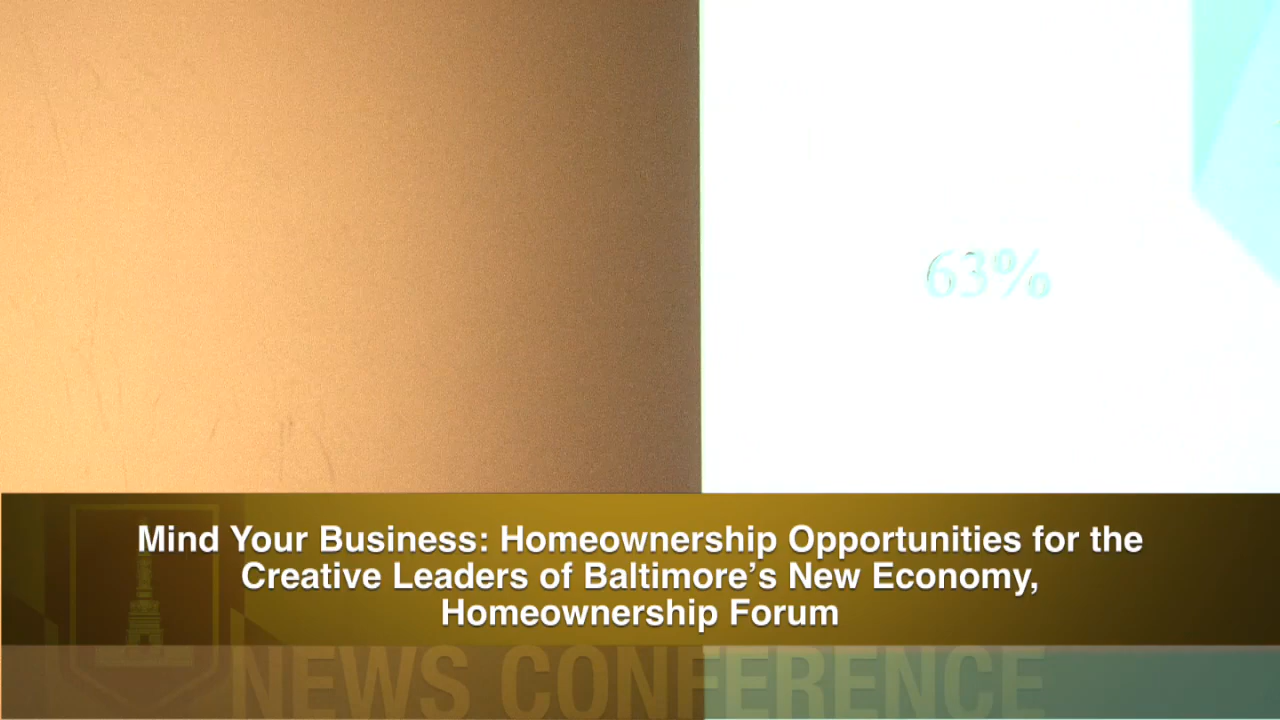 63%
Mind Your Business: Homeownership Opportunities for the
Creative Leaders of Baltimore’s New Economy,
Homeownership Forum
NEWS CONFERENCE